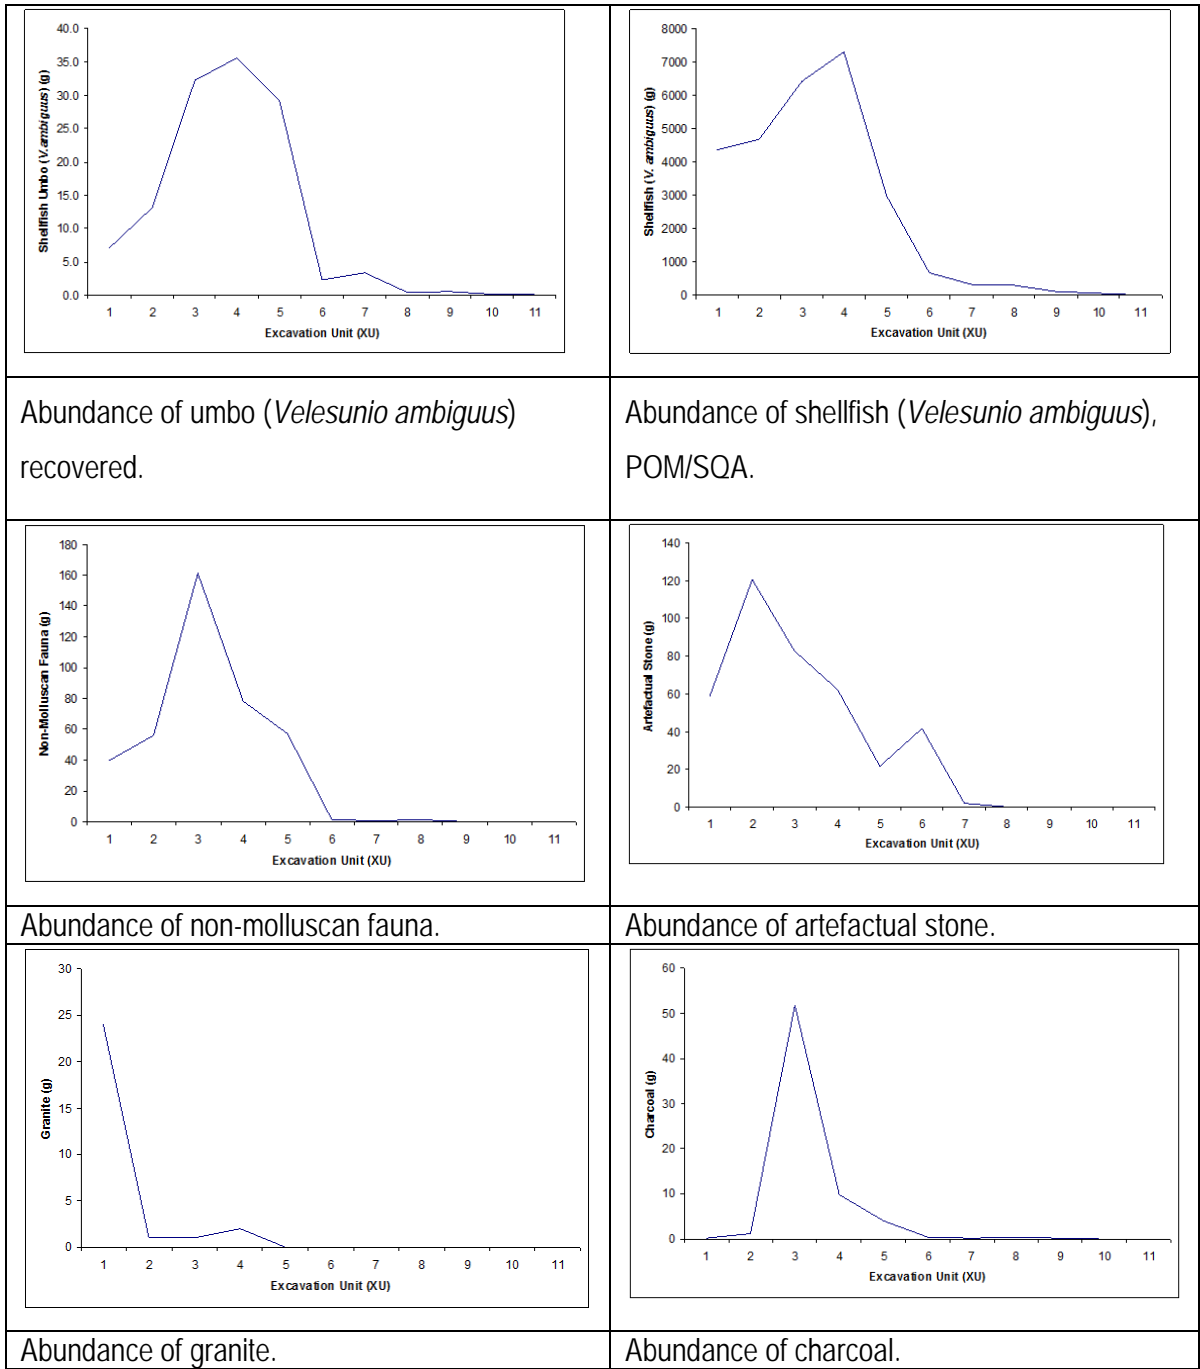 40.0
35.0
30.0
25.0
20.0
15.0
10.0
5.0
0.0
Shellfish Umbo (V.ambiguus) (g)
1 2 3 4 5 6 7 8 9 10 11
Excavation Unit (XU)
8000
7000
6000
5000
4000
3000
2000
1000
0
Shellfish (V. ambiguus) (g)
1 2 3 4 5 6 7 8 9 10 11
Excavation Unit (XU)
Abundance of umbo (Velesunio ambiguus)
recovered.
Abundance of shellfish (Velesunio ambiguus),
POM/SQA.
180
160
140
120
100
80
60
40
20
0
Non-Molluscan Fauna (g)
1 2 3 4 5 6 7 8 9 10 11
Excavation Unit (XU)
140
120
100
80
60
40
20
0
Artefactual Stone (g)
1 2 3 4 5 6 7 8 9 10 11
Excavation Unit (XU)
Abundance of non-molluscan fauna.
Abundance of artefactual stone.
30
25
20
15
10
5
0
Granite (g)
1 2 3 4 5 6 7 8 9 10 11
Excavation Unit (XU)
60
50
40
30
20
10
0
Charcoal (g)
1 2 3 4 5 6 7 8 9 10 11
Excavation Unit (XU)
Abundance of granite.
Abundance of charcoal.